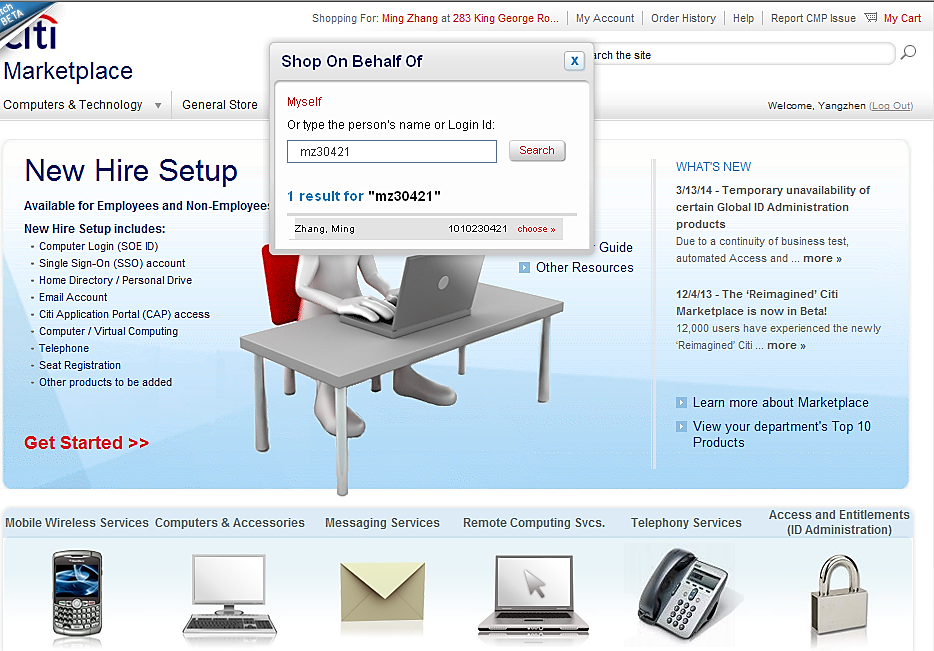 tch
BETA
citi
Marketplace
Shopping For: Ming Zhang at 283 King George Ro... My Account Order History Help Report CMP Issue My Cart
arch the site
Computers & Technology General Store
Welcome, Yangzhen (Log Out)
Shop On Behalf Of
X
Myself
Or type the person's name or Login Id:
mz30421 Search
1 result for "mz30421"
Zhang, Ming 1010230421 choose »
New Hire Setup
Available for Employees and Non-Employees
New Hire Setup includes:
- Computer Login (SOE ID)
- Single Sign-On (SSO) account
- Home Directory / Personal Drive
- Email Account
- Citi Application Portal (CAP) access
- Computer / Virtual Computing
- Telephone
- Seat Registration
- Other products to be added
Get Started >>
r Guide
Other Resources
WHAT'S NEW
3/13/14 - Temporary unavailability of
certain Global ID Administration
products
Due to a continuity of business test,
automated Access and ... more »
12/4/13 - The ‘Reimagined’ Citi
Marketplace is now in Beta!
12,000 users have experienced the newly
‘Reimagined’ Citi ... more »
Learn more about Marketplace
View your department's Top 10
Products
Mobile Wireless Services Computers & Accessories Messaging Services Remote Computing Svcs. Telephony Services Access and Entitlements
(ID Administration)